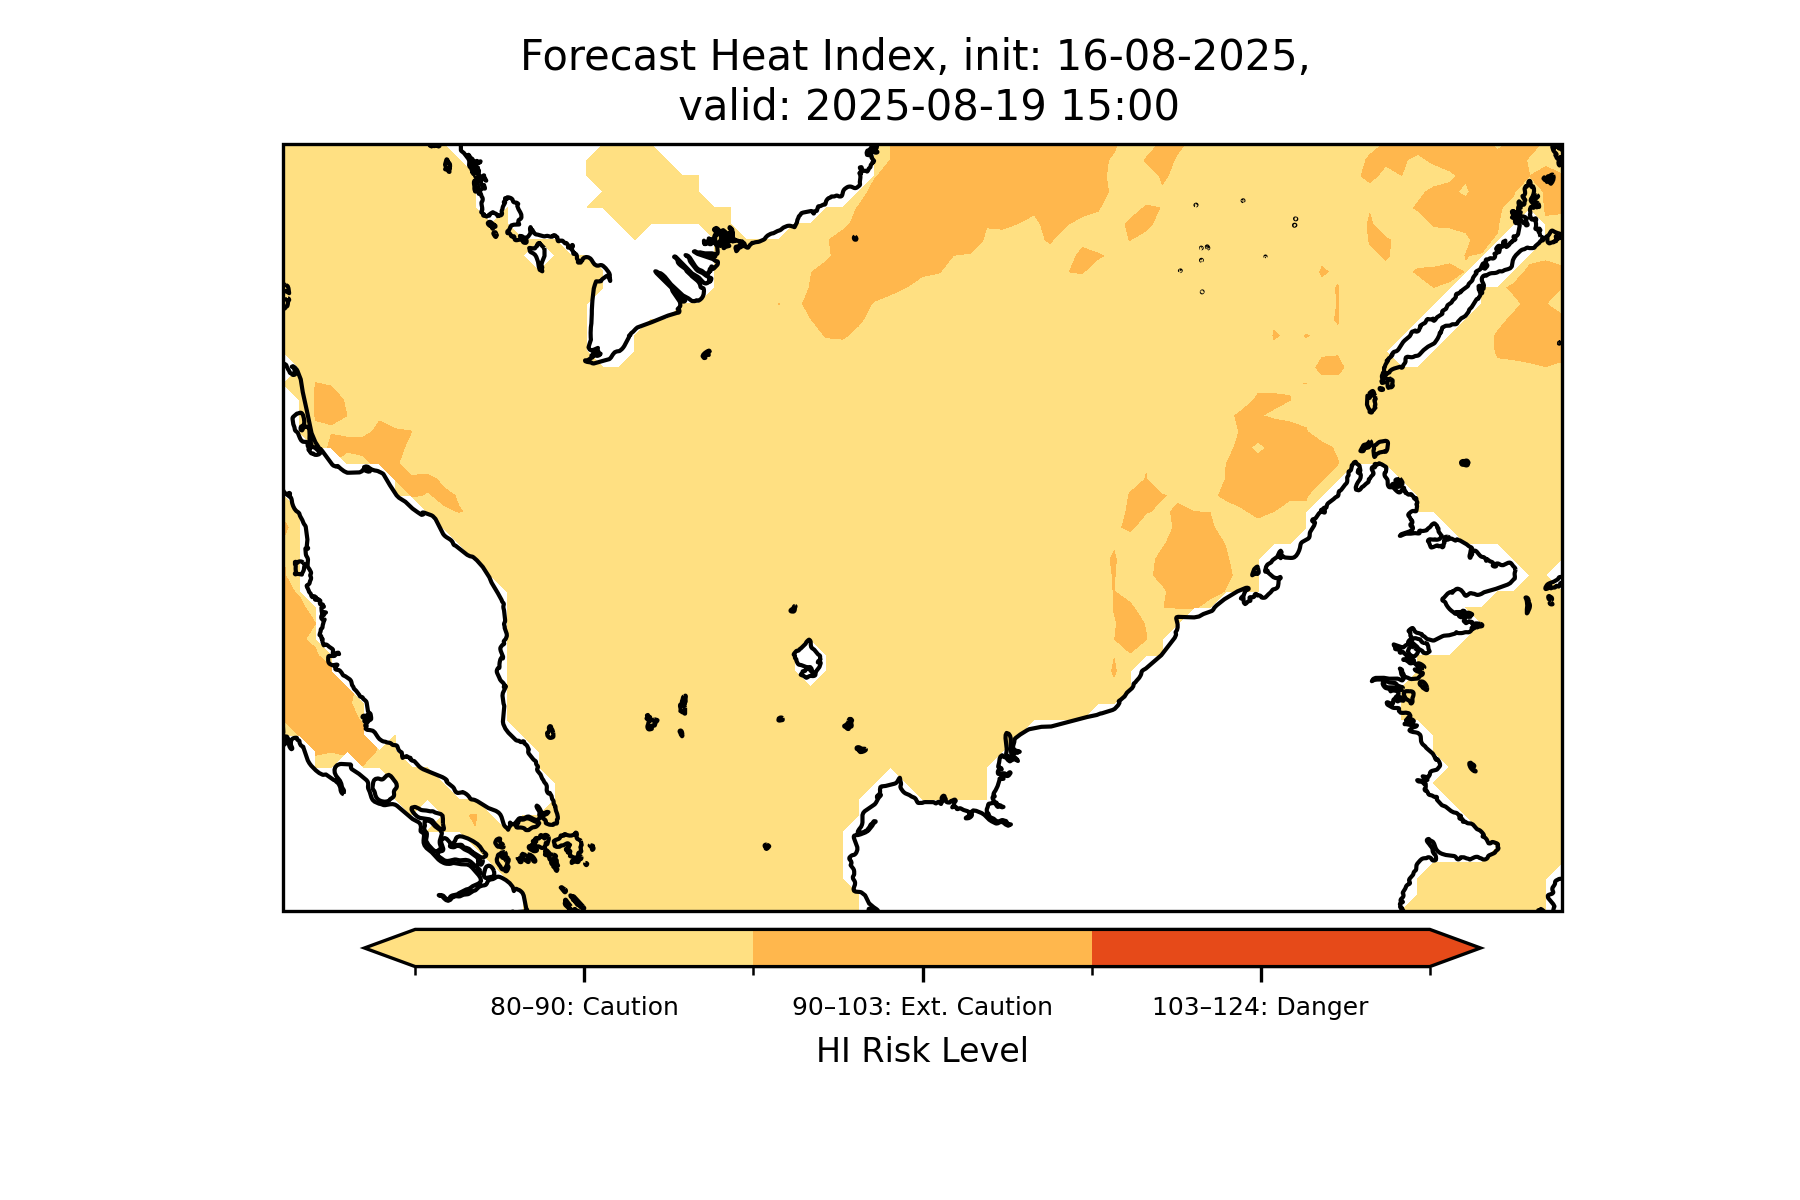 Forecast Heat Index, init: 16-08-2025,
valid: 2025-08-19 15:00
80–90: Caution
90–103: Ext. Caution
103–124: Danger
HI Risk Level